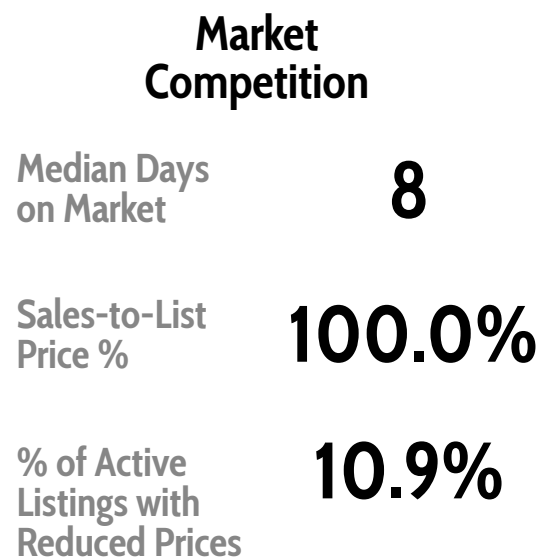 Market
Competition
Median Days
on Market
8
Sales-to-List
Price %
100.0%
% of Active
Listings with
Reduced Prices
10.9%